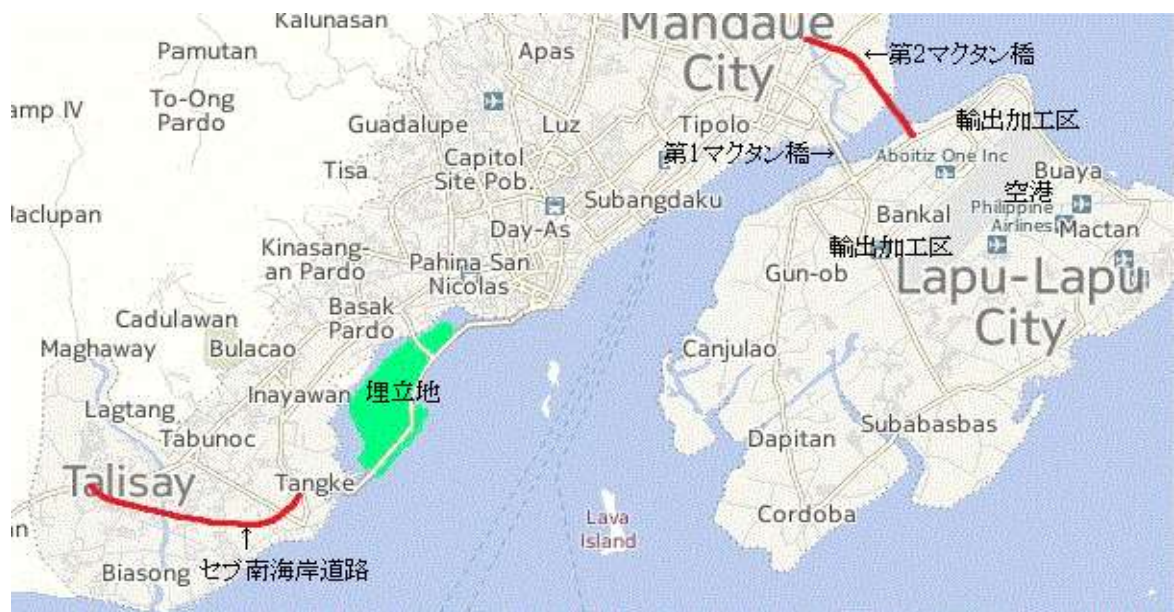 Kalunasan
Mandaue
City
Pamutan
Apas
←第2マクタン橋
amp IV
To-Ong
Pardo
Guadalupe
Luz
Tipolo
輸出加工区
第1マクタン橋→
Aboitiz One Inc
Tisa
Capitol
Site Pob.
Buaya
Subangdaku
空港
Maclupan
Day-As
Bankal
Philippine
Airlines
Mactan
Kinasang-
an Pardo
Pahina San
Nicolas
輸出加工区
Gun-ob
Lapu-Lapu
City
Basak
Pardo
Cadulawan
Maghaway
Bulacao
Canjulao
Inayawan
埋立地
Lagtang
Tabunoc
Subabasbas
Dapitan
Talisay
Tangke
Cordoba
Lava
Island
an
↑
セブ南海岸道路
Biasong